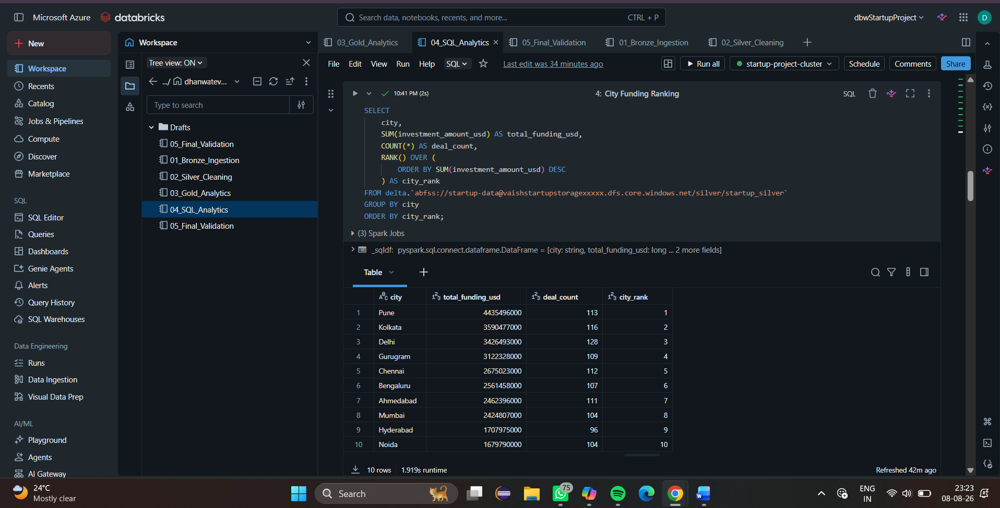 Microsoft Azure databricks
Search data, notebooks, recents, and more... CTRL + P
dbwStartupProject
D
New
Workspace
Recents
Catalog
Jobs & Pipelines
Compute
Discover
Marketplace
SQL
SQL Editor
Queries
Dashboards
Genie Agents
Alerts
Query History
SQL Warehouses
Data Engineering
Runs
Data Ingestion
Visual Data Prep
AI/ML
Playground
Agents
AI Gateway
Workspace
Tree view: ON
.../ dhanwatev...
Type to search
Drafts
05_Final_Validation
01_Bronze_Ingestion
02_Silver_Cleaning
03_Gold_Analytics
04_SQL_Analytics
05_Final_Validation
03_Gold_Analytics 04_SQL_Analytics 05_Final_Validation 01_Bronze_Ingestion 02_Silver_Cleaning
File Edit View Run Help SQL Last edit was 34 minutes ago Run all startup-project-cluster Schedule Comments Share
10:41 PM (2s) 4: City Funding Ranking SQL
SELECT
city,
SUM(investment_amount_usd) AS total_funding_usd,
COUNT(*) AS deal_count,
RANK() OVER (
ORDER BY SUM(investment_amount_usd) DESC
) AS city_rank
FROM delta.`abfss://startup-data@vaishstartupstoragexxxxx.dfs.core.windows.net/silver/startup_silver`
GROUP BY city
ORDER BY city_rank;
(3) Spark Jobs
_sqldf: pyspark.sql.connect.dataframe.DataFrame = [city: string, total_funding_usd: long ... 2 more fields]
Table
city total_funding_usd deal_count city_rank
1 Pune 4435496000 113 1
2 Kolkata 3590477000 116 2
3 Delhi 3426493000 128 3
4 Gurugram 3122328000 109 4
5 Chennai 2675023000 112 5
6 Bengaluru 2561458000 107 6
7 Ahmedabad 2462396000 111 7
8 Mumbai 2424807000 104 8
9 Hyderabad 1707975000 96 9
10 Noida 1679790000 104 10
10 rows 1.919s runtime Refreshed 42m ago
24°C
Mostly clear
Search
75
ENG
IN
23:23
08-08-26